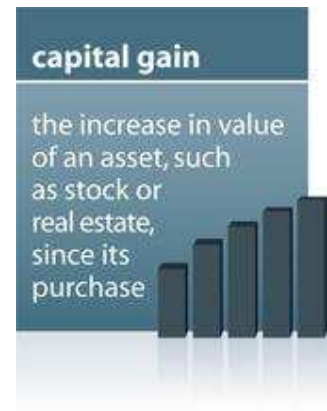 capital gain
the increase in value
of an asset, such
as stock or
real estate,
since its
purchase